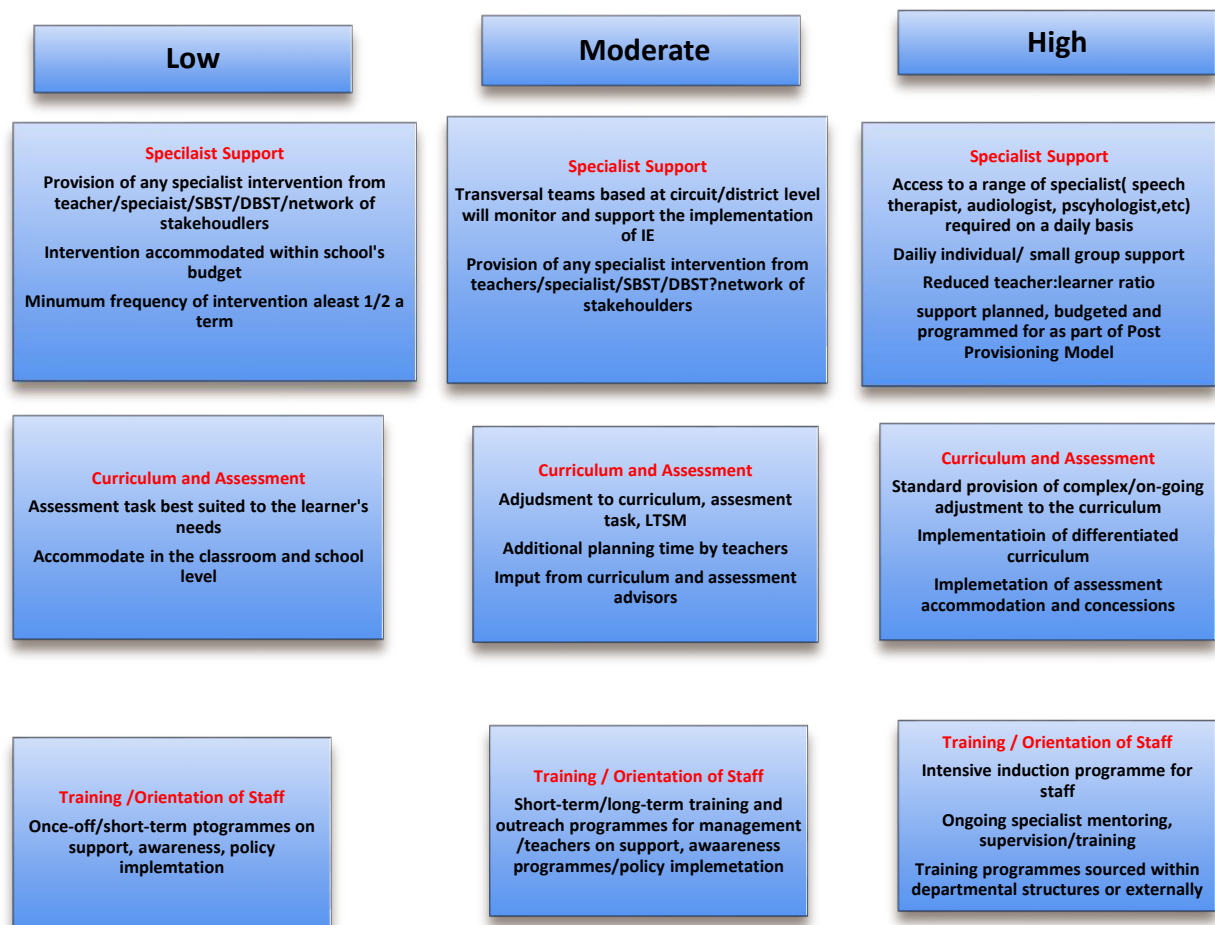 Low
Moderate
High
Specilaist Support
Provision of any specialist intervention from
teacher/speciaist/SBST/DBST/network of
stakehoudlers
Intervention accommodated within school's
budget
Minumum frequency of intervention aleast 1/2 a
term
Specialist Support
Transversal teams based at circuit/district level
will monitor and support the implementation
of IE
Provision of any specialist intervention from
teachers/specialist/SBST/DBST?network of
stakehoulders
Specialist Support
Access to a range of specialist( speech
therapist, audiologist, pscyhologist,etc)
required on a daily basis
Dailiy individual/ small group support
Reduced teacher:learner ratio
support planned, budgeted and
programmed for as part of Post
Provisioning Model
Curriculum and Assessment
Assessment task best suited to the learner's
needs
Accommodate in the classroom and school
level
Curriculum and Assessment
Adjudsment to curriculum, assesment
task, LTSM
Additional planning time by teachers
Imput from curriculum and assessment
advisors
Curriculum and Assessment
Standard provision of complex/on-going
adjustment to the curriculum
Implementatioin of differentiated
curriculum
Implemetation of assessment
accommodation and concessions
Training /Orientation of Staff
Once-off/short-term ptogrammes on
support, awareness, policy
implemtation
Training / Orientation of Staff
Short-term/long-term training and
outreach programmes for management
/teachers on support, awaareness
programmes/policy implemetation
Training / Orientation of Staff
Intensive induction programme for
staff
Ongoing specialist mentoring,
supervision/training
Training programmes sourced within
departmental structures or externally